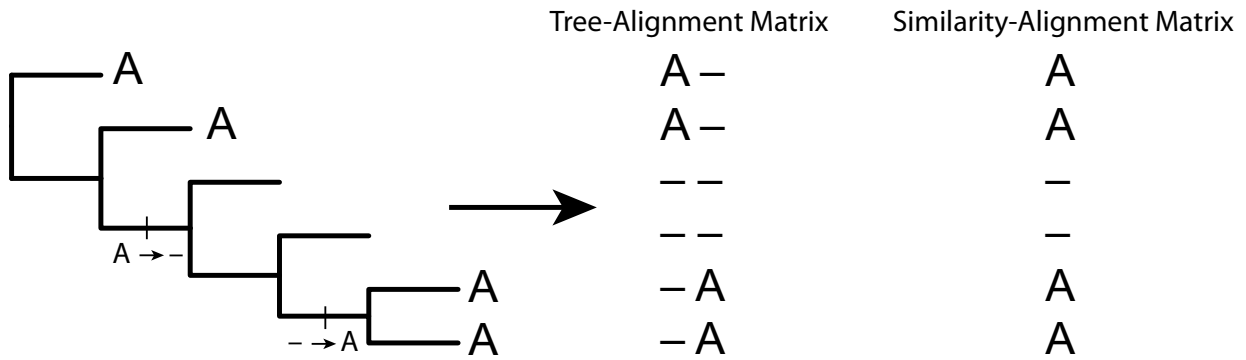 Tree-Alignment Matrix Similarity-Alignment Matrix
A A – A
A A – A
– – –
– – –
A → –
A – A A
– → A
A – A A